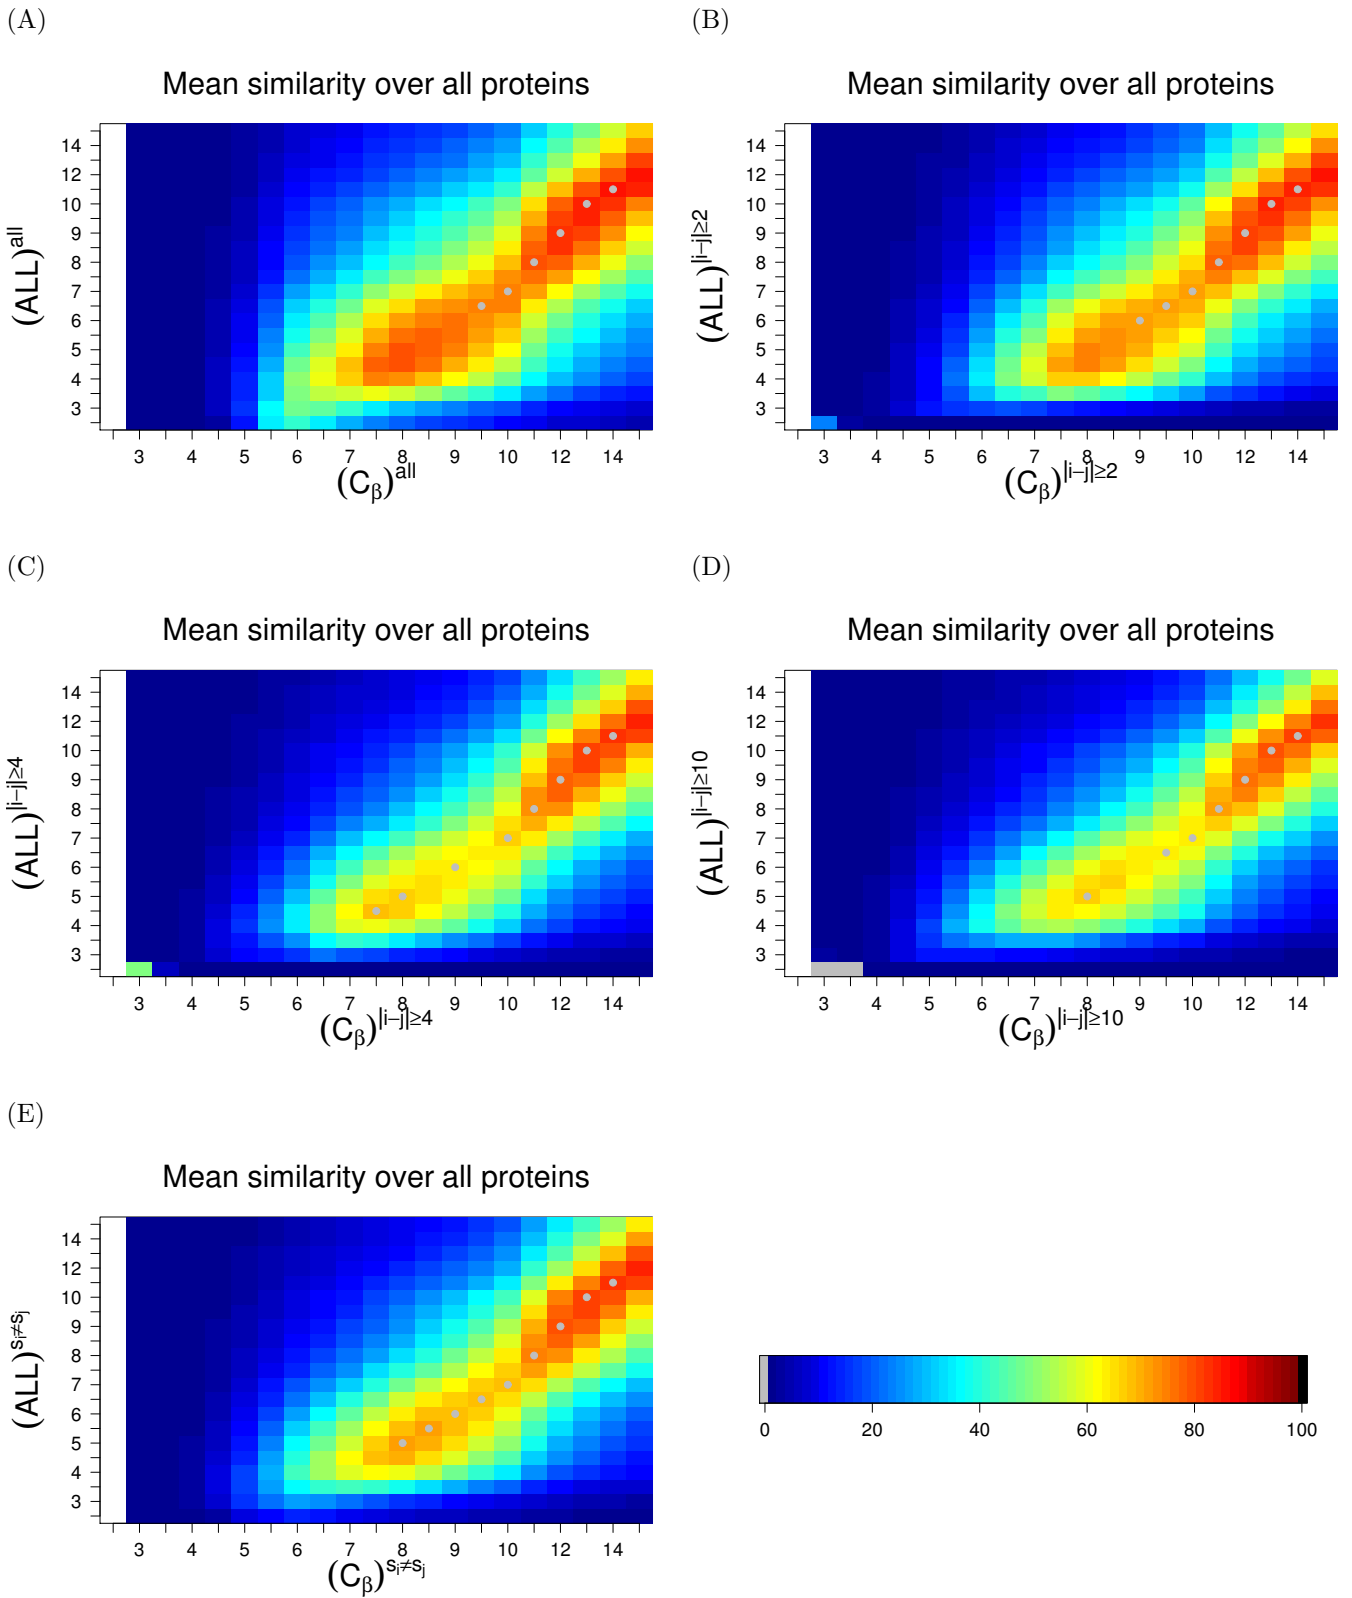 (A)
(B)
Mean similarity over all proteins
Mean similarity over all proteins
14
12
10
9
8
7
6
5
4
3
(ALL)^all
3 4 5 6 7 8 9 10 12 14
(Cβ)^all
14
12
10
9
8
7
6
5
4
3
(ALL)^|i−j|≥2
3 4 5 6 7 8 9 10 12 14
(Cβ)^|i−j|≥2
(C)
(D)
Mean similarity over all proteins
Mean similarity over all proteins
14
12
10
9
8
7
6
5
4
3
(ALL)^|i−j|≥4
3 4 5 6 7 8 9 10 12 14
(Cβ)^|i−j|≥4
14
12
10
9
8
7
6
5
4
3
(ALL)^|i−j|≥10
3 4 5 6 7 8 9 10 12 14
(Cβ)^|i−j|≥10
(E)
Mean similarity over all proteins
14
12
10
9
8
7
6
5
4
3
(ALL)^si≠sj
3 4 5 6 7 8 9 10 12 14
(Cβ)^si≠sj
0 20 40 60 80 100